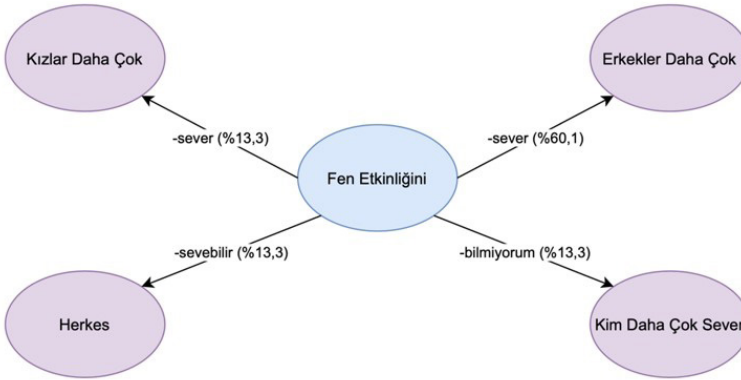 Kızlar Daha Çok
Erkekler Daha Çok
-sever (%13,3)
-sever (%60,1)
Fen Etkinliğini
-sevebilir (%13,3)
-bilmiyorum (%13,3)
Herkes
Kim Daha Çok Sever